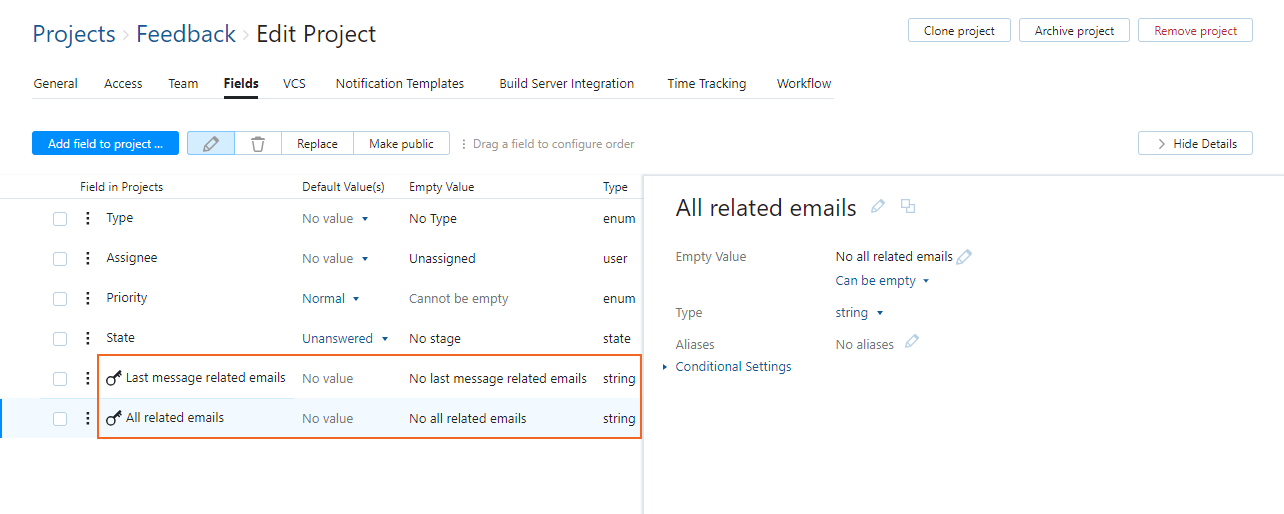 Projects › Feedback › Edit Project
Clone project
Archive project
Remove project
General Access Team Fields VCS Notification Templates Build Server Integration Time Tracking Workflow
Add field to project ... Replace Make public Drag a field to configure order Hide Details
Field in Projects Default Value(s) Empty Value Type
Type No value No Type enum
Assignee No value Unassigned user
Priority Normal Cannot be empty enum
State Unanswered No stage state
Last message related emails No value No last message related emails string
All related emails No value No all related emails string
All related emails
Empty Value No all related emails
Can be empty
Type string
Aliases No aliases
Conditional Settings